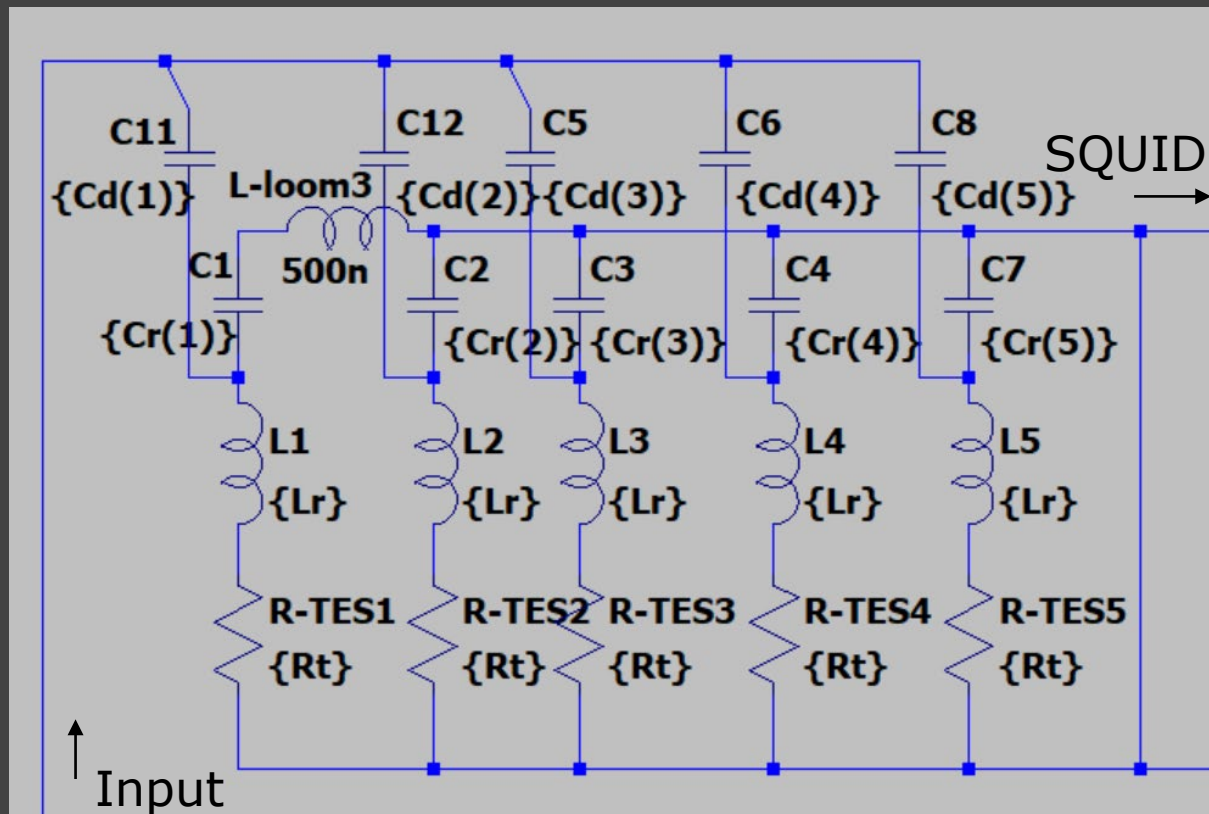 C11
C12
C5
C6
C8
SQUID
{Cd(1)}
L-loom3
{Cd(2)}
{Cd(3)}
{Cd(4)}
{Cd(5)}
C1
500n
C2
C3
C4
C7
{Cr(1)}
{Cr(2)}
{Cr(3)}
{Cr(4)}
{Cr(5)}
L1
L2
L3
L4
L5
{Lr}
{Lr}
{Lr}
{Lr}
{Lr}
R-TES1
R-TES2
R-TES3
R-TES4
R-TES5
{Rt}
{Rt}
{Rt}
{Rt}
{Rt}
Input